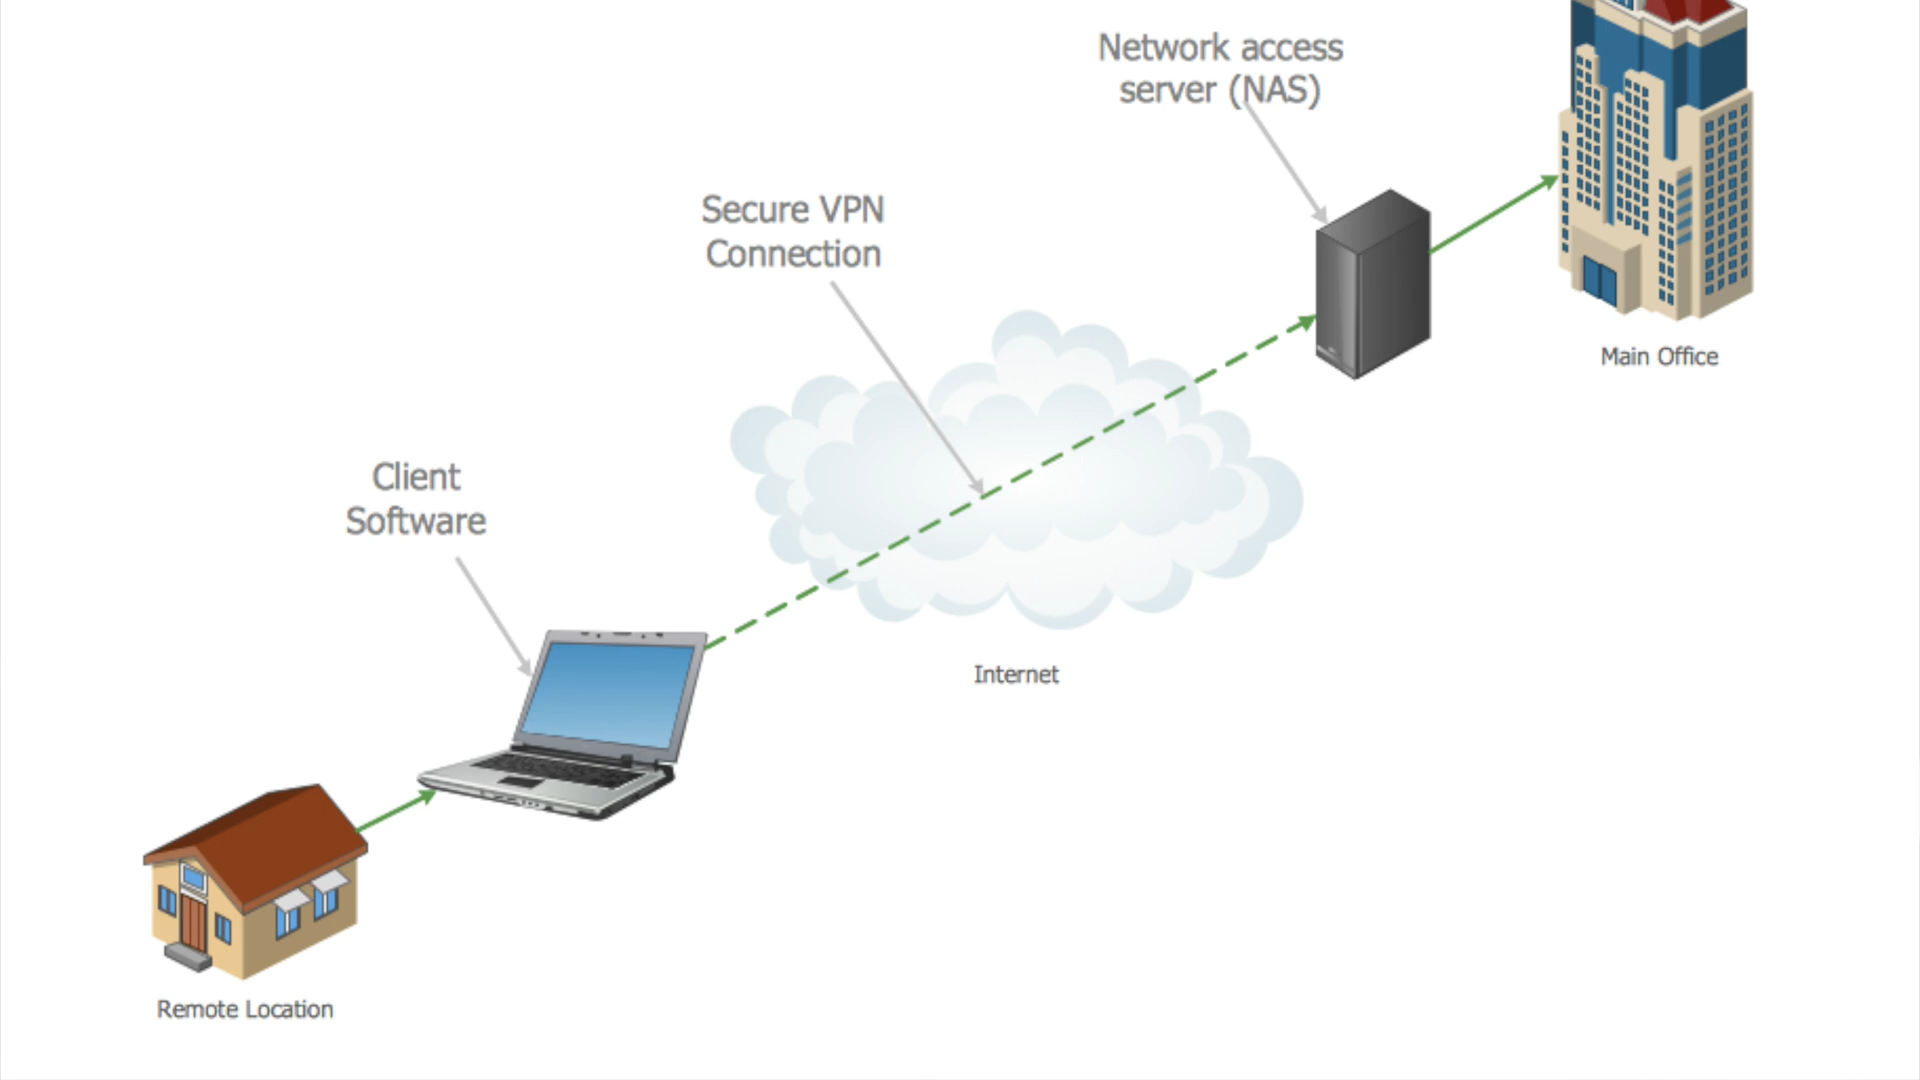 Network access
server (NAS)
Secure VPN
Connection
Main Office
Client
Software
Internet
Remote Location